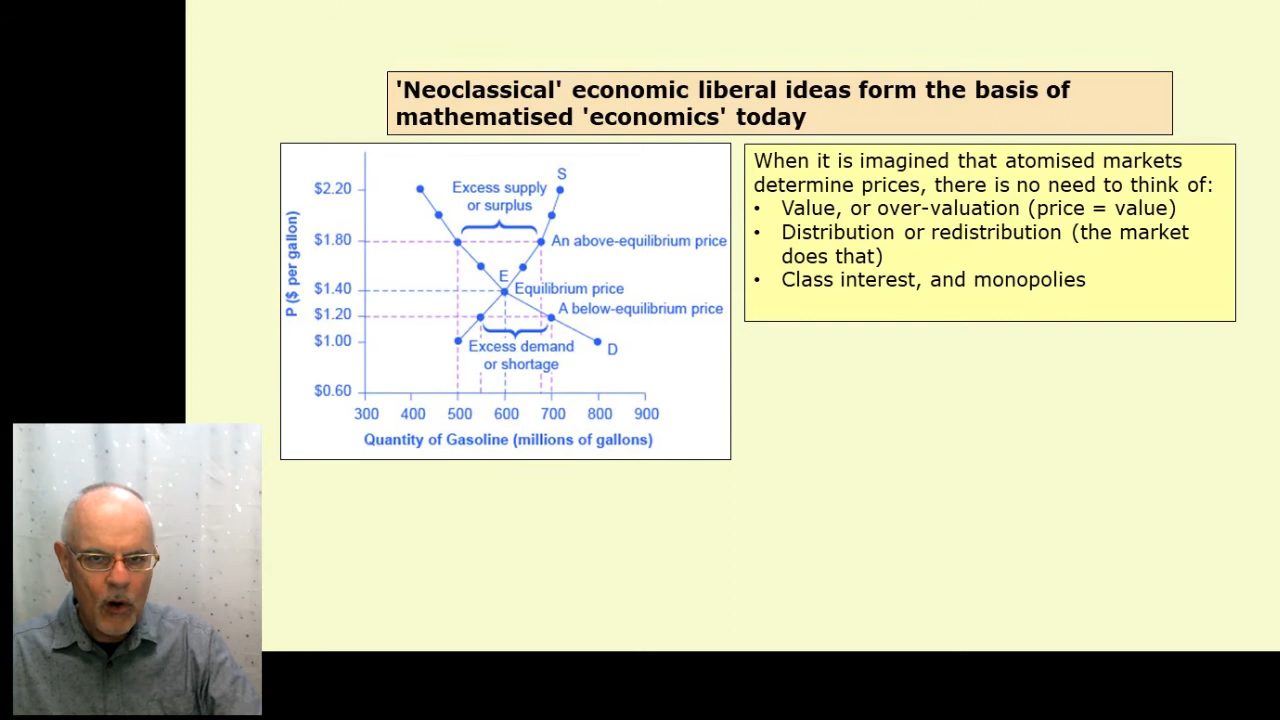 'Neoclassical' economic liberal ideas form the basis of
mathematised 'economics' today
P ($ per gallon)
$2.20
$1.80
$1.40
$1.20
$1.00
$0.60
300 400 500 600 700 800 900
Quantity of Gasoline (millions of gallons)
S
Excess supply
or surplus
An above-equilibrium price
E
Equilibrium price
A below-equilibrium price
Excess demand
or shortage
D
When it is imagined that atomised markets
determine prices, there is no need to think of:
• Value, or over-valuation (price = value)
• Distribution or redistribution (the market
does that)
• Class interest, and monopolies